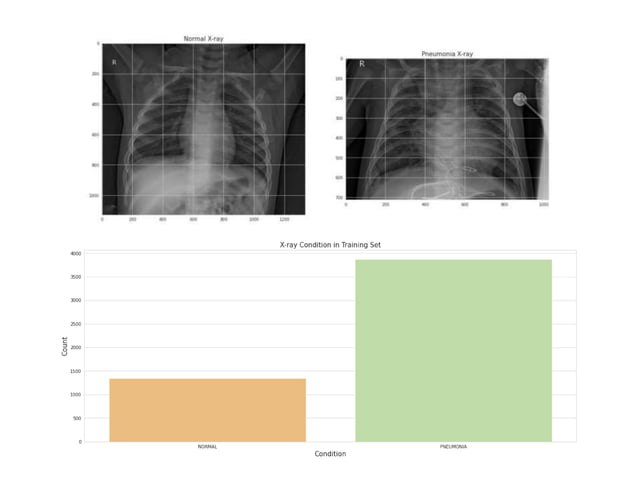 Normal X-ray
R
0
200
400
600
800
1000
0 200 400 600 800 1000 1200
Pneumonia X-ray
R
0
100
200
300
400
500
600
700
0 200 400 600 800 1000
X-ray Condition in Training Set
4000
3500
3000
2500
2000
1500
1000
500
0
Count
NORMAL PNEUMONIA
Condition